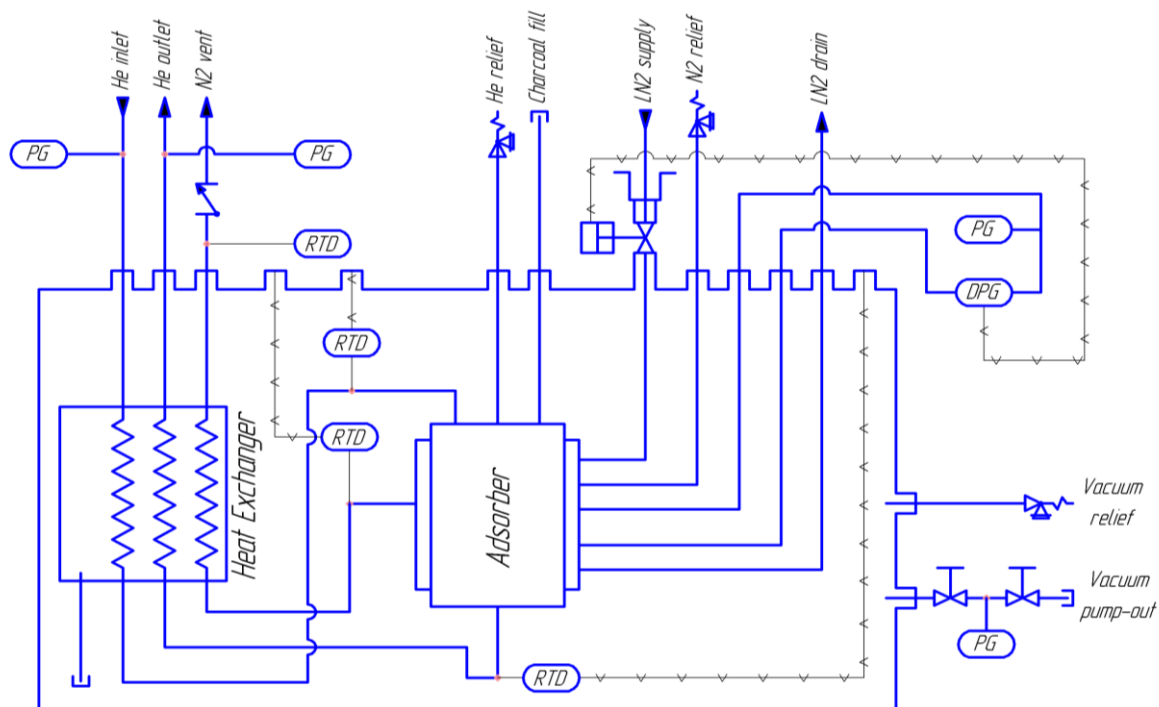 He inlet
He outlet
N2 vent
He relief
Charcoal fill
LN2 supply
N2 relief
LN2 drain
PG
PG
RTD
PG
DPG
RTD
RTD
Heat Exchanger
Adsorber
Vacuum
relief
Vacuum
pump-out
PG
RTD